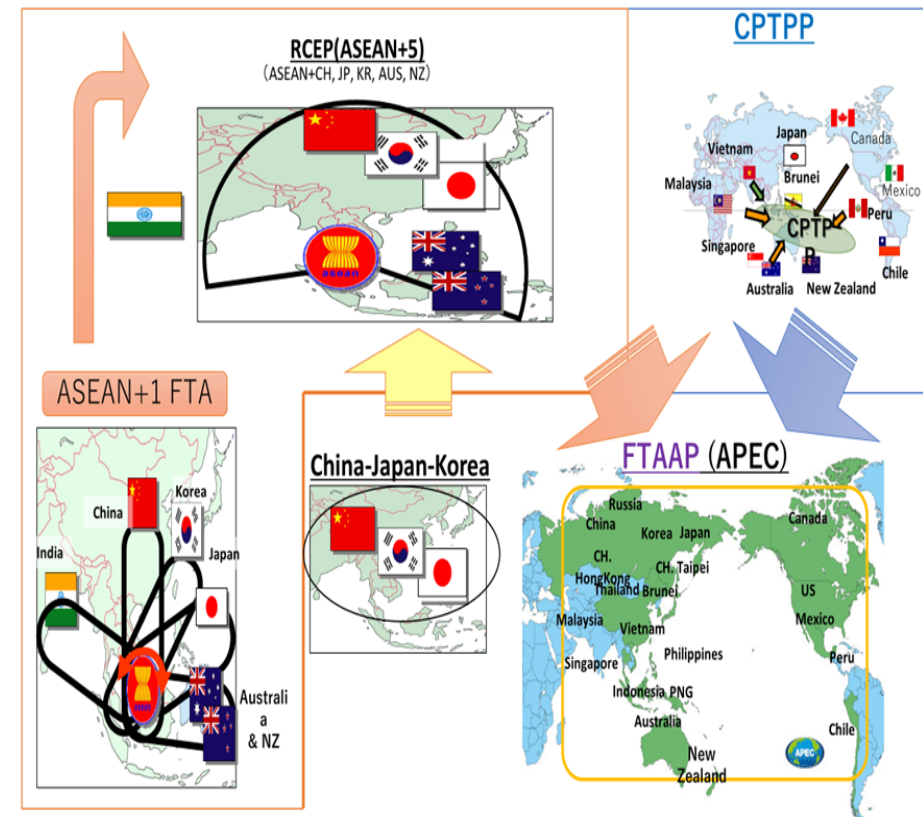 RCEP(ASEAN+5)
(ASEAN+CH, JP, KR, AUS, NZ)
asean
CPTPP
Canada
Japan
Vietnam
Brunei
Mexico
Malaysia
Peru
CPTP
P
Singapore
Chile
Australia
New Zealand
ASEAN+1 FTA
Korea
China
India
Japan
asean
Australi
a
& NZ
China-Japan-Korea
FTAAP (APEC)
Russia
Canada
China
Korea
Japan
CH.
HongKong
CH. Taipei
Thailand
Brunei
US
Mexico
Malaysia
Vietnam
Philippines
Peru
Singapore
Indonesia
PNG
Australia
Chile
New
Zealand
APEC